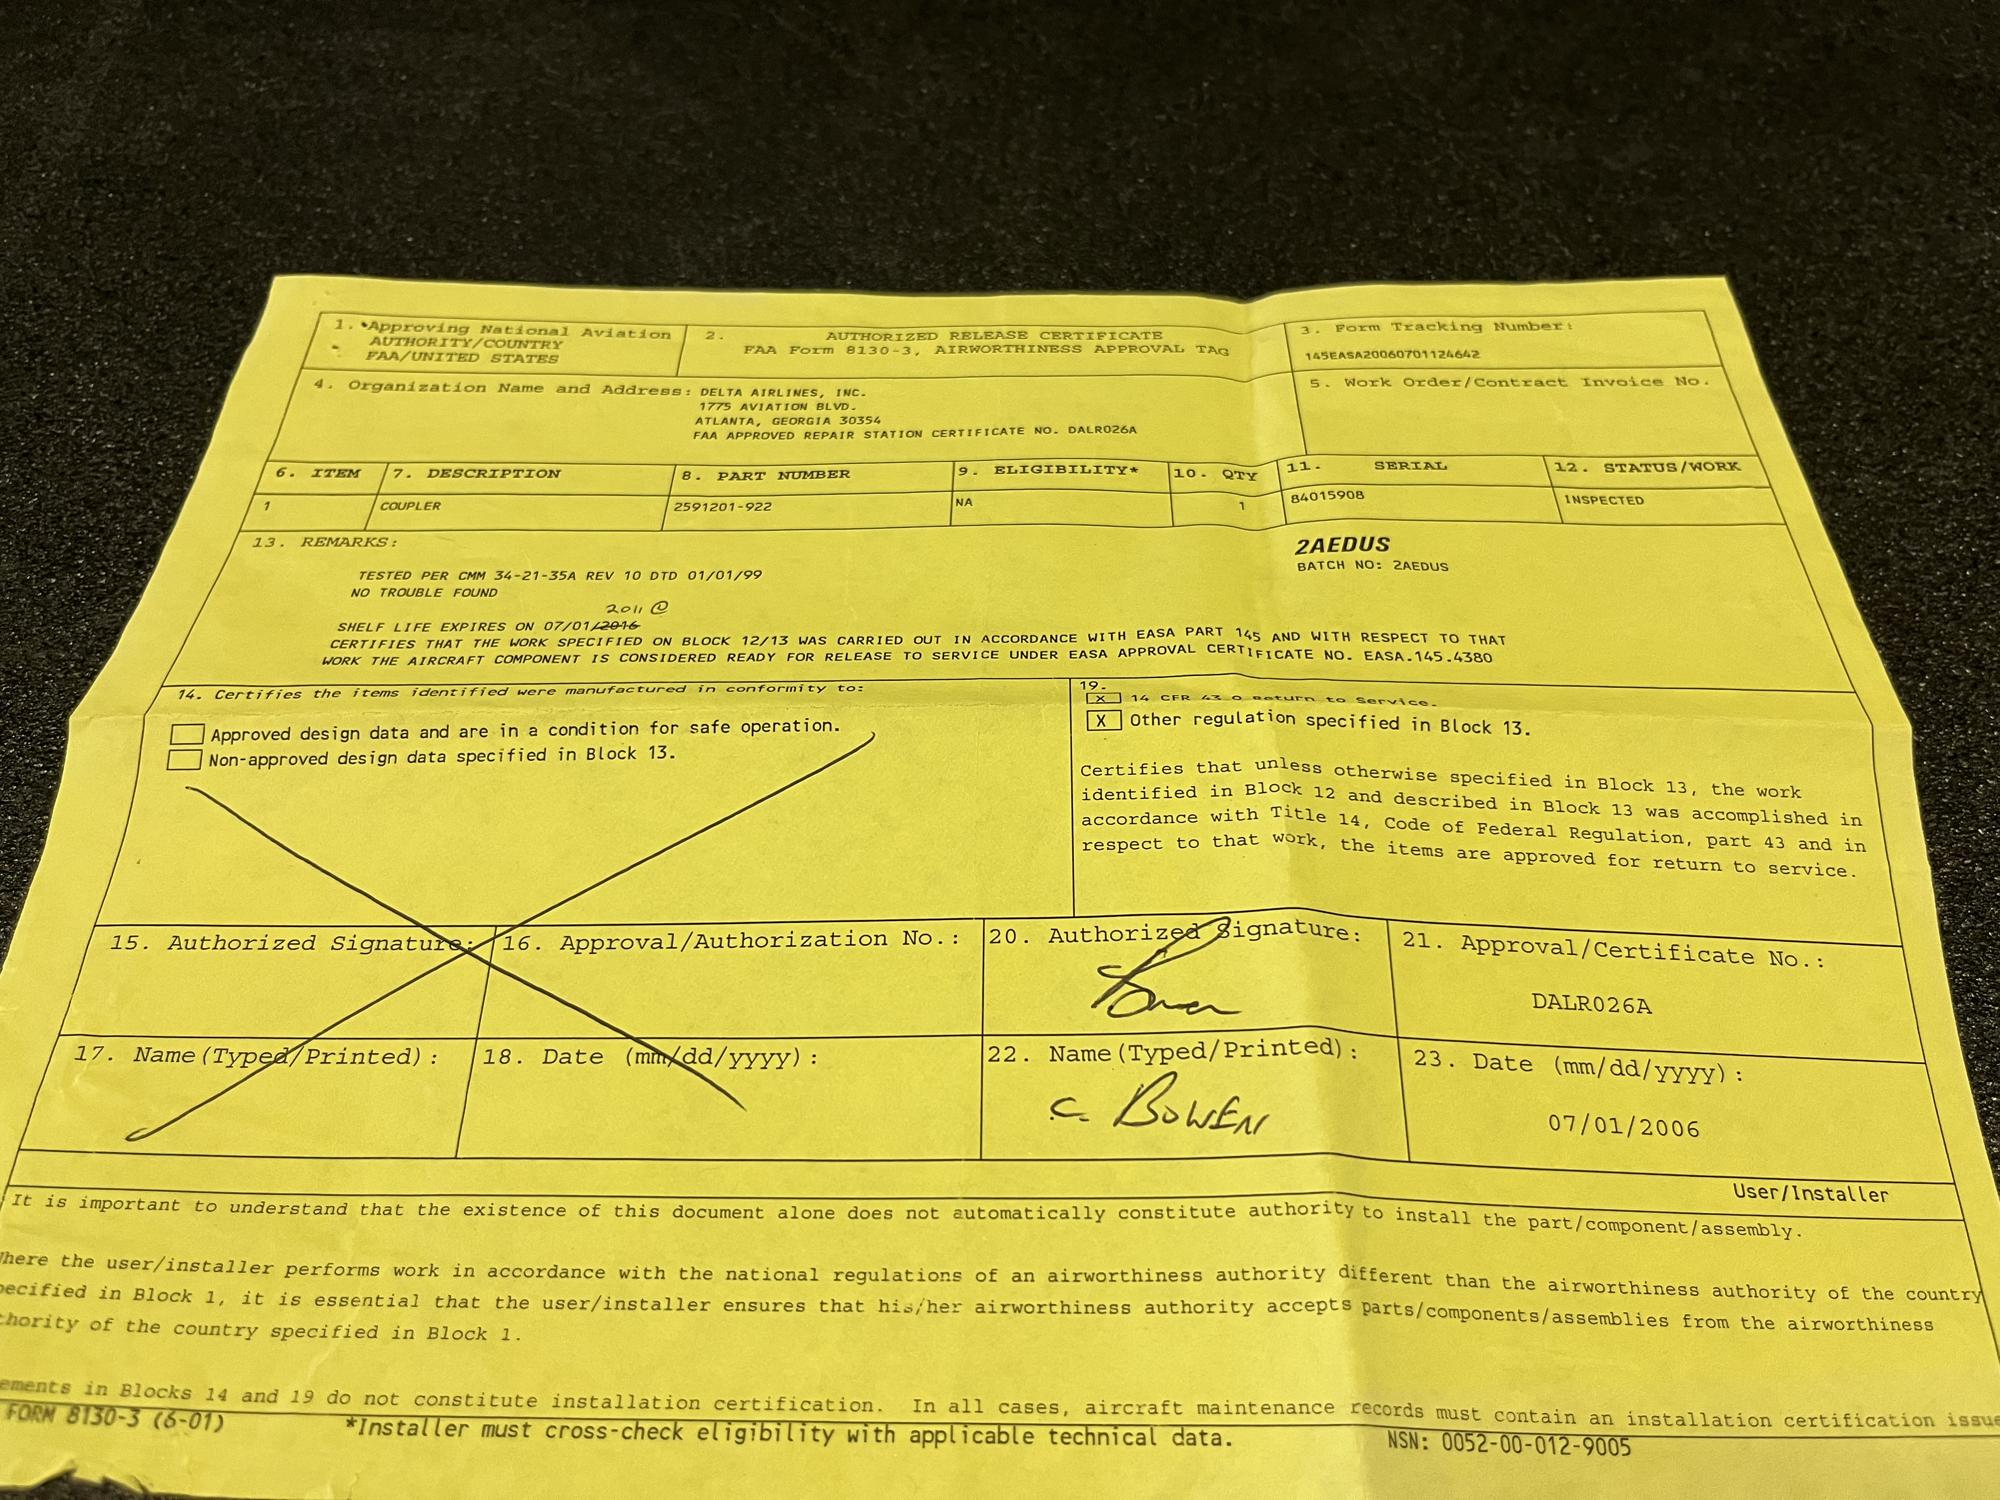 1. Approving National Aviation
AUTHORITY/COUNTRY
FAA/UNITED STATES
2. AUTHORIZED RELEASE CERTIFICATE
FAA Form 8130-3, AIRWORTHINESS APPROVAL TAG
3. Form Tracking Number:
145EASA20060701124642
4. Organization Name and Address: DELTA AIRLINES, INC.
1775 AVIATION BLVD.
ATLANTA, GEORGIA 30354
FAA APPROVED REPAIR STATION CERTIFICATE NO. DALR026A
5. Work Order/Contract Invoice No.
6. ITEM 7. DESCRIPTION 8. PART NUMBER 9. ELIGIBILITY* 10. QTY 11. SERIAL 12. STATUS/WORK
1 COUPLER 2591201-922 NA 1 84015908 INSPECTED
13. REMARKS:
2AEDUS
BATCH NO: 2AEDUS
TESTED PER CMM 34-21-35A REV 10 DTD 01/01/99
NO TROUBLE FOUND
2011
SHELF LIFE EXPIRES ON 07/01/2016
CERTIFIES THAT THE WORK SPECIFIED ON BLOCK 12/13 WAS CARRIED OUT IN ACCORDANCE WITH EASA PART 145 AND WITH RESPECT TO THAT
WORK THE AIRCRAFT COMPONENT IS CONSIDERED READY FOR RELEASE TO SERVICE UNDER EASA APPROVAL CERTIFICATE NO. EASA.145.4380
14. Certifies the items identified were manufactured in conformity to:
Approved design data and are in a condition for safe operation.
Non-approved design data specified in Block 13.
19.
X 14 CFR 43.9 Return to Service.
X Other regulation specified in Block 13.
Certifies that unless otherwise specified in Block 13, the work
identified in Block 12 and described in Block 13 was accomplished in
accordance with Title 14, Code of Federal Regulation, part 43 and in
respect to that work, the items are approved for return to service.
15. Authorized Signature:
16. Approval/Authorization No.:
20. Authorized Signature:
21. Approval/Certificate No.:
DALR026A
17. Name(Typed/Printed):
18. Date (mm/dd/yyyy):
22. Name(Typed/Printed):
C. BOWEN
23. Date (mm/dd/yyyy):
07/01/2006
User/Installer
It is important to understand that the existence of this document alone does not automatically constitute authority to install the part/component/assembly.
here the user/installer performs work in accordance with the national regulations of an airworthiness authority different than the airworthiness authority of the country
pecified in Block 1, it is essential that the user/installer ensures that his/her airworthiness authority accepts parts/components/assemblies from the airworthiness
thority of the country specified in Block 1.
ements in Blocks 14 and 19 do not constitute installation certification. In all cases, aircraft maintenance records must contain an installation certification issue
FORM 8130-3 (6-01)
*Installer must cross-check eligibility with applicable technical data.
NSN: 0052-00-012-9005